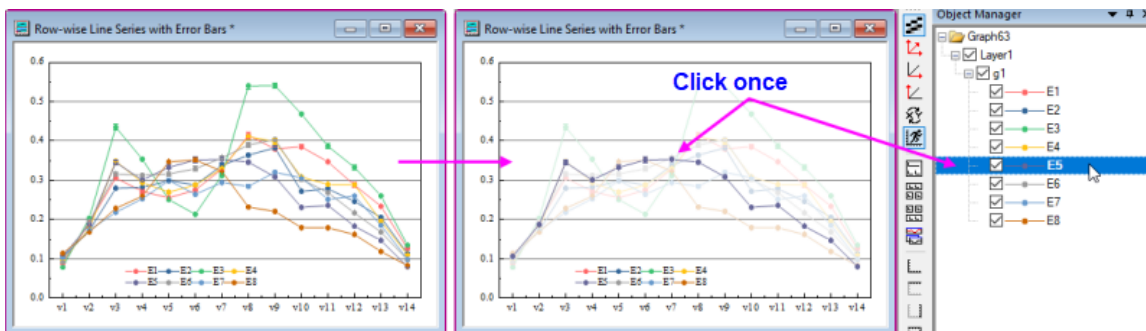 Row-wise Line Series with Error Bars *
0.6
0.5
0.4
0.3
0.2
0.1
0.0
E1 E2 E3 E4
E5 E6 E7 E8
v1 v2 v3 v4 v5 v6 v7 v8 v9 v10 v11 v12 v13 v14
Row-wise Line Series with Error Bars *
Click once
0.6
0.5
0.4
0.3
0.2
0.1
0.0
E1 E2 E3 E4
E5 E6 E7 E8
v1 v2 v3 v4 v5 v6 v7 v8 v9 v10 v11 v12 v13 v14
Object Manager
Graph63
Layer1
g1
E1
E2
E3
E4
E5
E6
E7
E8